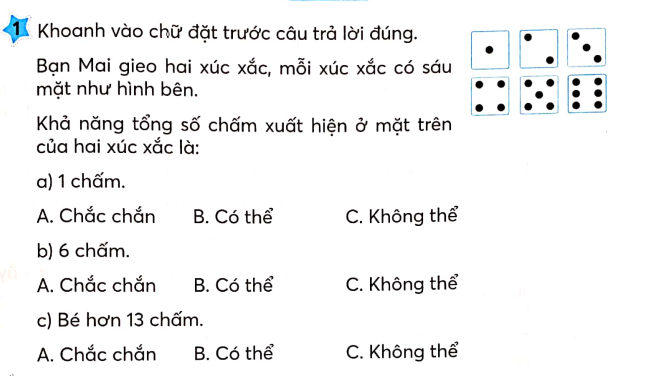 1 Khoanh vào chữ đặt trước câu trả lời đúng.
Bạn Mai gieo hai xúc xắc, mỗi xúc xắc có sáu
mặt như hình bên.
Khả năng tổng số chấm xuất hiện ở mặt trên
của hai xúc xắc là:
a) 1 chấm.
A. Chắc chắn B. Có thể C. Không thể
b) 6 chấm.
A. Chắc chắn B. Có thể C. Không thể
c) Bé hơn 13 chấm.
A. Chắc chắn B. Có thể C. Không thể